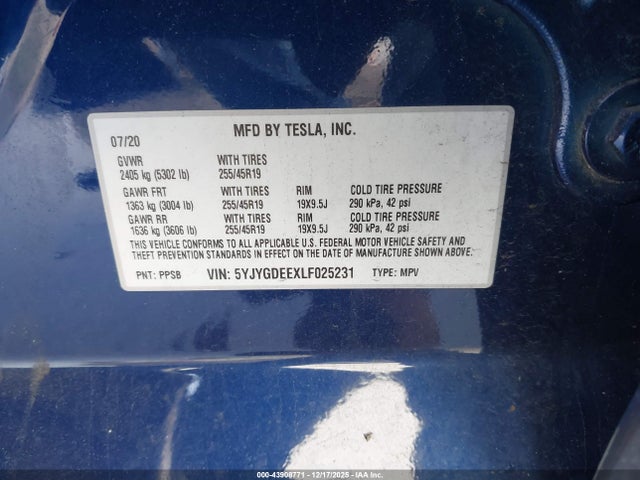 07/20
MFD BY TESLA, INC.
GVWR WITH TIRES
2405 kg (5302 lb) 255/45R19
GAWR FRT WITH TIRES RIM COLD TIRE PRESSURE
1363 kg (3004 lb) 255/45R19 19X9.5J 290 kPa, 42 psi
GAWR RR WITH TIRES RIM COLD TIRE PRESSURE
1636 kg (3606 lb) 255/45R19 19X9.5J 290 kPa, 42 psi
THIS VEHICLE CONFORMS TO ALL APPLICABLE U.S. FEDERAL MOTOR VEHICLE SAFETY AND
THEFT PREVENTION STANDARDS IN EFFECT ON THE DATE OF MANUFACTURE SHOWN ABOVE.
PNT: PPSB VIN: 5YJYGDEEXLF025231 TYPE: MPV
000-43908771 - 12/17/2025 - IAAI.COM